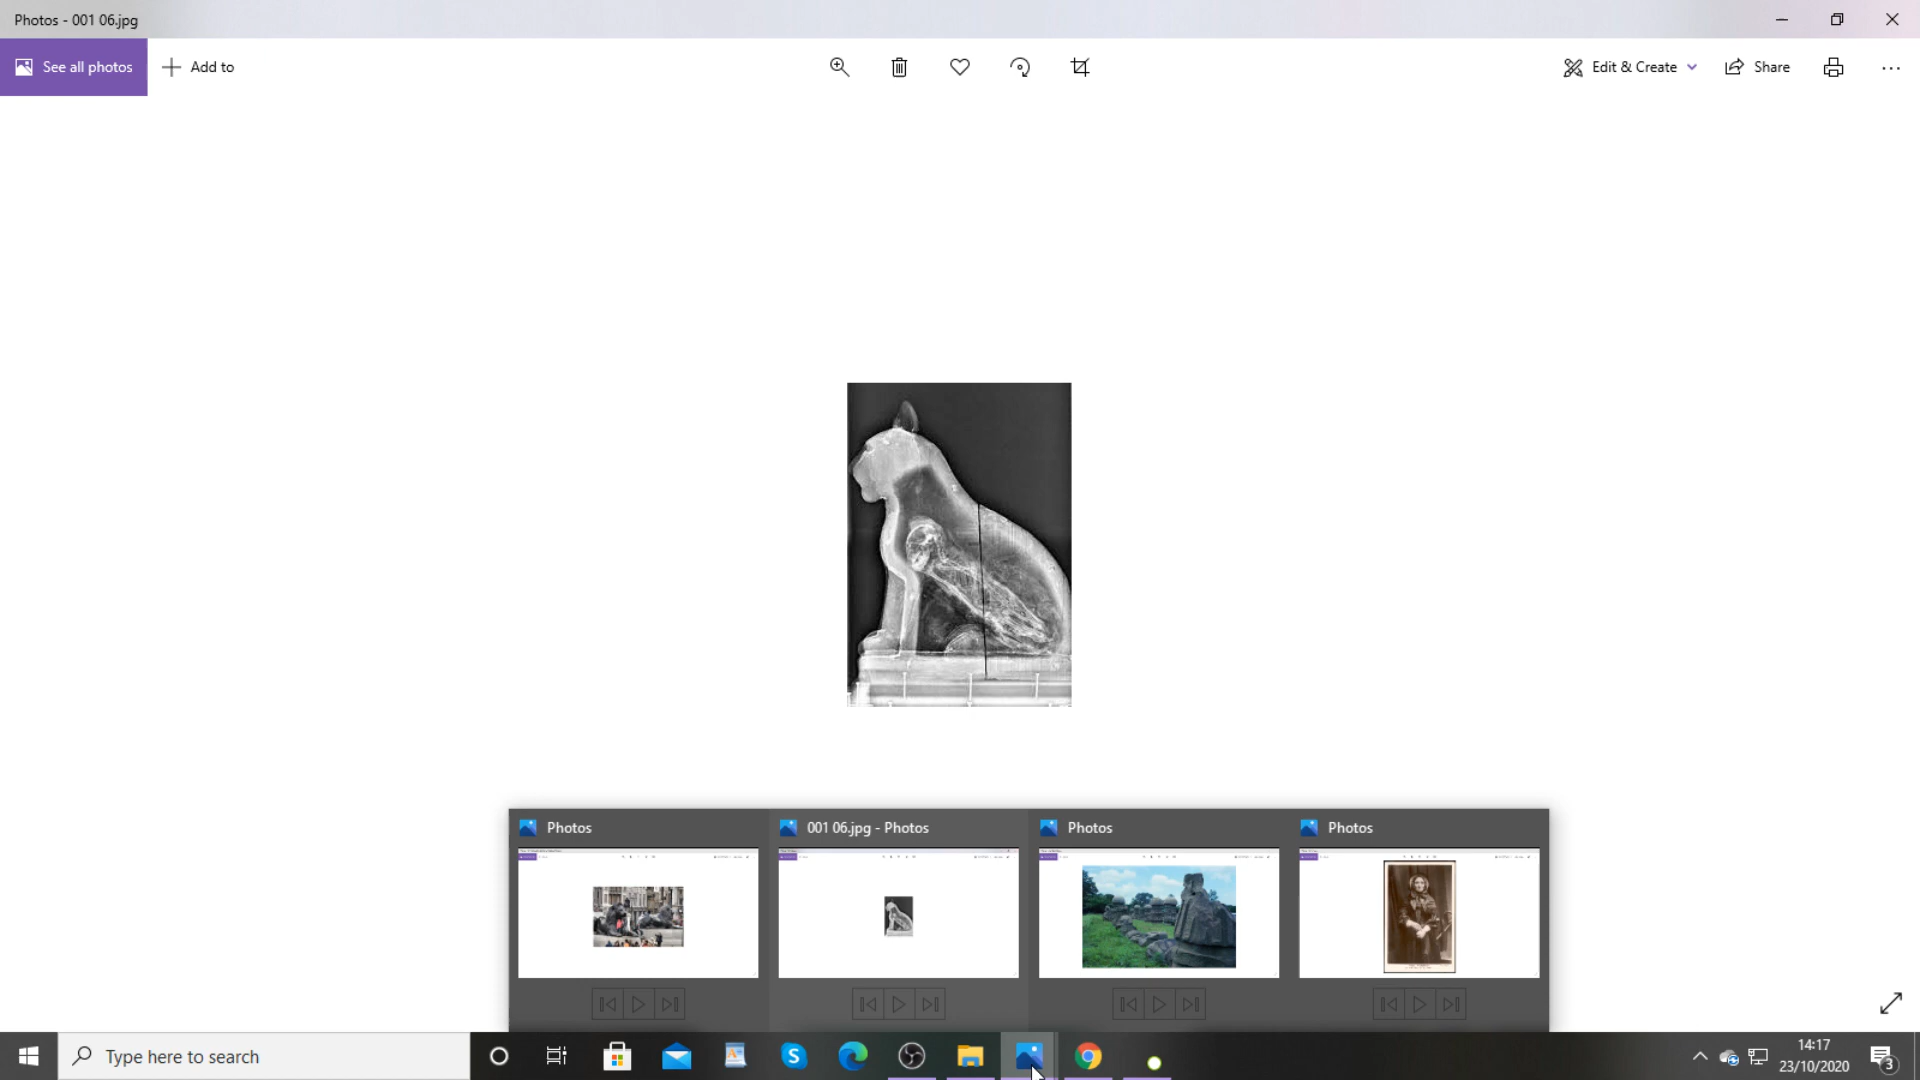 Photos - 001 06.jpg
See all photos
Add to
Edit & Create
Share
Photos
001 06.jpg - Photos
Photos
Photos
Type here to search
14:17
23/10/2020
3